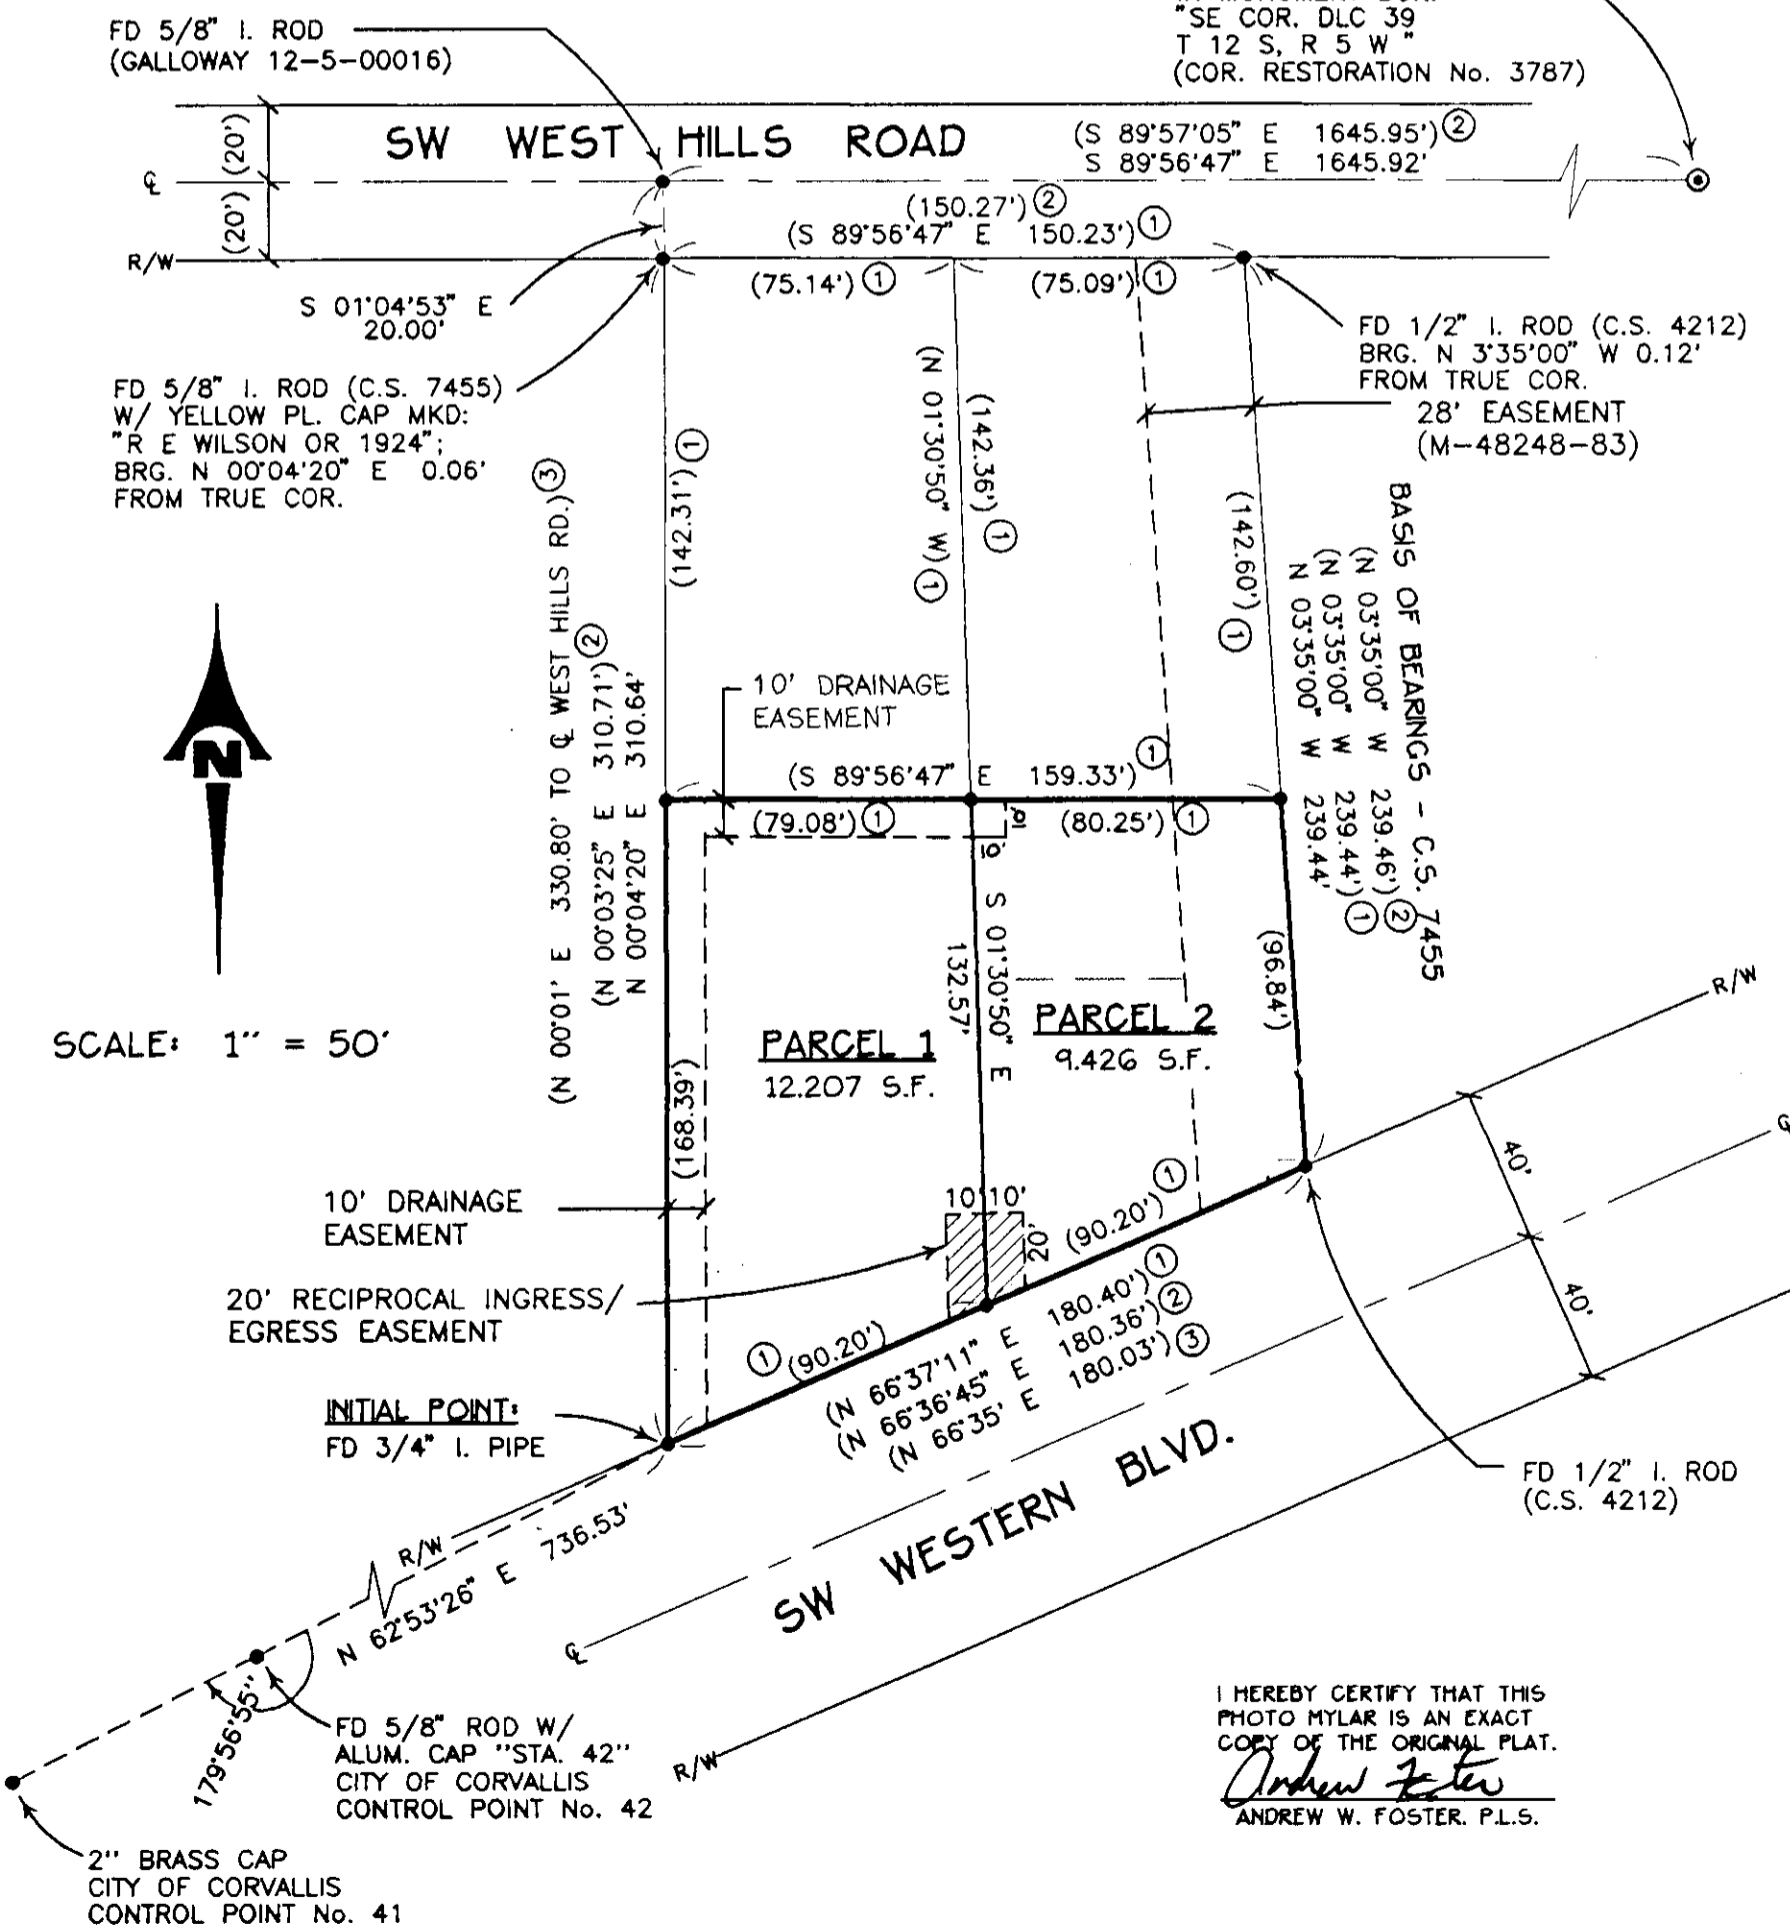 "SE COR. DLC 39
T 12 S, R 5 W "
(COR. RESTORATION No. 3787)
FD 5/8" I. ROD
(GALLOWAY 12-5-00016)
(20')
(20')
℄
R/W
SW WEST HILLS ROAD
(S 89°57'05" E 1645.95') ②
S 89°56'47" E 1645.92'
(150.27') ②
(S 89°56'47" E 150.23') ①
(75.14') ①
(75.09') ①
S 01°04'53" E
20.00'
FD 5/8" I. ROD (C.S. 7455)
W/ YELLOW PL. CAP MKD:
"R E WILSON OR 1924";
BRG. N 00°04'20" E 0.06'
FROM TRUE COR.
FD 1/2" I. ROD (C.S. 4212)
BRG. N 3°35'00" W 0.12'
FROM TRUE COR.
28' EASEMENT
(M-48248-83)
(N 00°01' E 330.80' TO ℄ WEST HILLS RD.) ③
(N 00°03'25" E 310.71') ②
N 00°04'20" E 310.64'
(142.31') ①
(N 01°30'50" W) ①
(142.36') ①
(142.60') ①
BASIS OF BEARINGS - C.S. 7455
(N 03°35'00" W 239.46') ②
(N 03°35'00" W 239.44') ①
N 03°35'00" W 239.44'
10' DRAINAGE
EASEMENT
(S 89°56'47" E 159.33') ①
(79.08') ①
(80.25') ①
10'
10'
N
SCALE: 1" = 50'
S 01°30'50" E
132.57'
(96.84')
PARCEL 1
12.207 S.F.
PARCEL 2
9.426 S.F.
(168.39')
10' DRAINAGE
EASEMENT
20' RECIPROCAL INGRESS/
EGRESS EASEMENT
10' 10'
20'
(90.20') ①
① (90.20')
(N 66°37'11" E 180.40') ①
(N 66°36'45" E 180.36') ②
(N 66°35' E 180.03') ③
INITIAL POINT:
FD 3/4" I. PIPE
R/W
℄
40'
40'
FD 1/2" I. ROD
(C.S. 4212)
SW WESTERN BLVD.
R/W
N 62°53'26" E 736.53'
℄
R/W
179°56'55"
FD 5/8" ROD W/
ALUM. CAP "STA. 42"
CITY OF CORVALLIS
CONTROL POINT No. 42
2" BRASS CAP
CITY OF CORVALLIS
CONTROL POINT No. 41
I HEREBY CERTIFY THAT THIS
PHOTO MYLAR IS AN EXACT
COPY OF THE ORIGINAL PLAT.
Andrew Foster
ANDREW W. FOSTER. P.L.S.